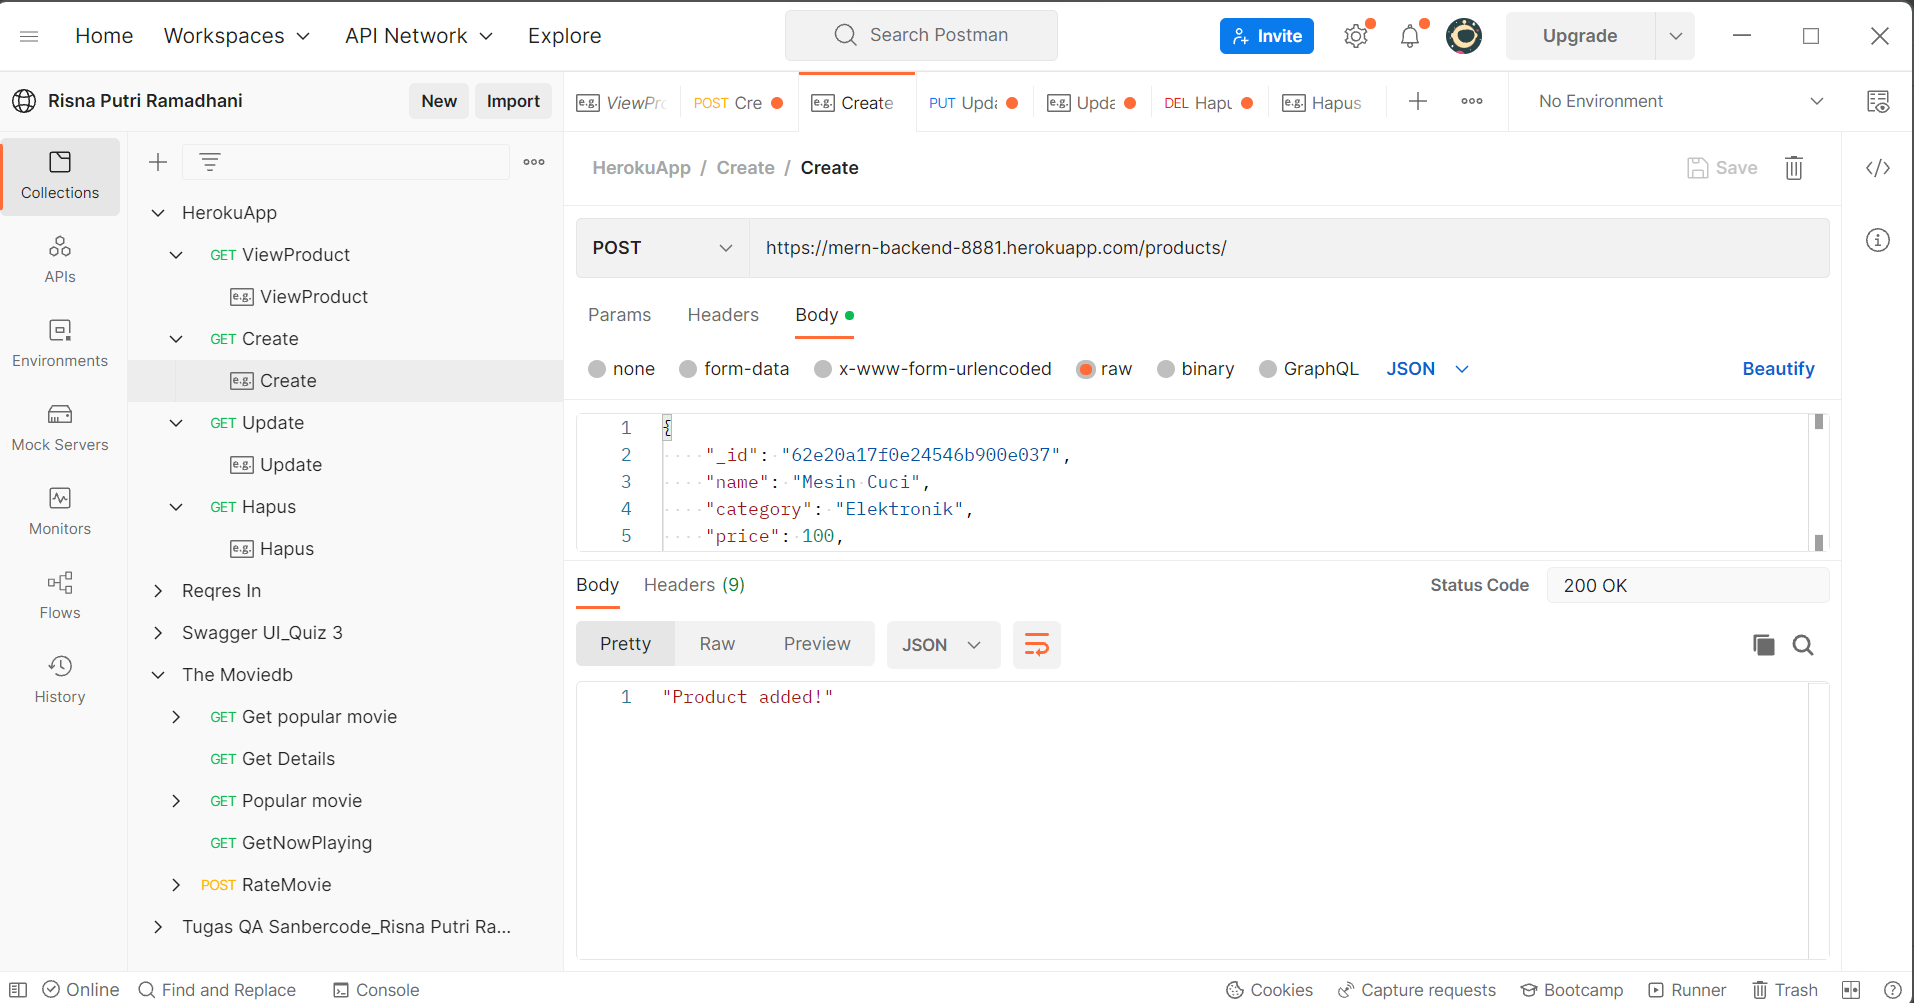 Home Workspaces API Network Explore Search Postman Invite Upgrade
Risna Putri Ramadhani New Import
e.g. ViewPro POST Cre e.g. Create PUT Upda e.g. Upda DEL Hapu e.g. Hapus No Environment
Collections
APIs
Environments
Mock Servers
Monitors
Flows
History
HerokuApp
GET ViewProduct
e.g. ViewProduct
GET Create
e.g. Create
GET Update
e.g. Update
GET Hapus
e.g. Hapus
Reqres In
Swagger UI_Quiz 3
The Moviedb
GET Get popular movie
GET Get Details
GET Popular movie
GET GetNowPlaying
POST RateMovie
Tugas QA Sanbercode_Risna Putri Ra...
HerokuApp / Create / Create Save
POST https://mern-backend-8881.herokuapp.com/products/
Params Headers Body
none form-data x-www-form-urlencoded raw binary GraphQL JSON Beautify
1 {
2 "_id": "62e20a17f0e24546b900e037",
3 "name": "Mesin Cuci",
4 "category": "Elektronik",
5 "price": 100,
Body Headers (9) Status Code 200 OK
Pretty Raw Preview JSON
1 "Product added!"
Online Find and Replace Console Cookies Capture requests Bootcamp Runner Trash